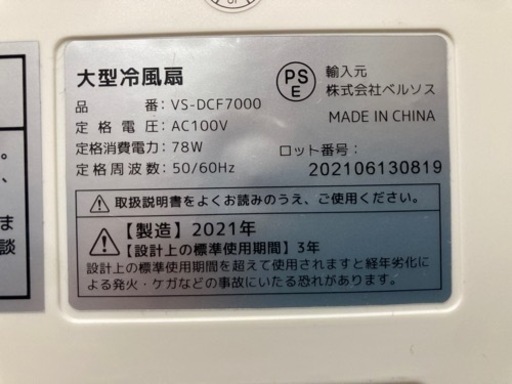 大型冷風扇
品　　番：VS-DCF7000
定格電圧：AC100V
定格消費電力：78W
定格周波数：50/60Hz
PS
E
輸入元
株式会社ベルソス
MADE IN CHINA
ロット番号：
202106130819
取扱説明書をよくお読みのうえ、ご使用ください。
【製造】2021年
【設計上の標準使用期間】3年
設計上の標準使用期間を超えて使用されますと経年劣化に
よる発火・ケガなどの事故にいたる恐れがあります。
。
ま
談